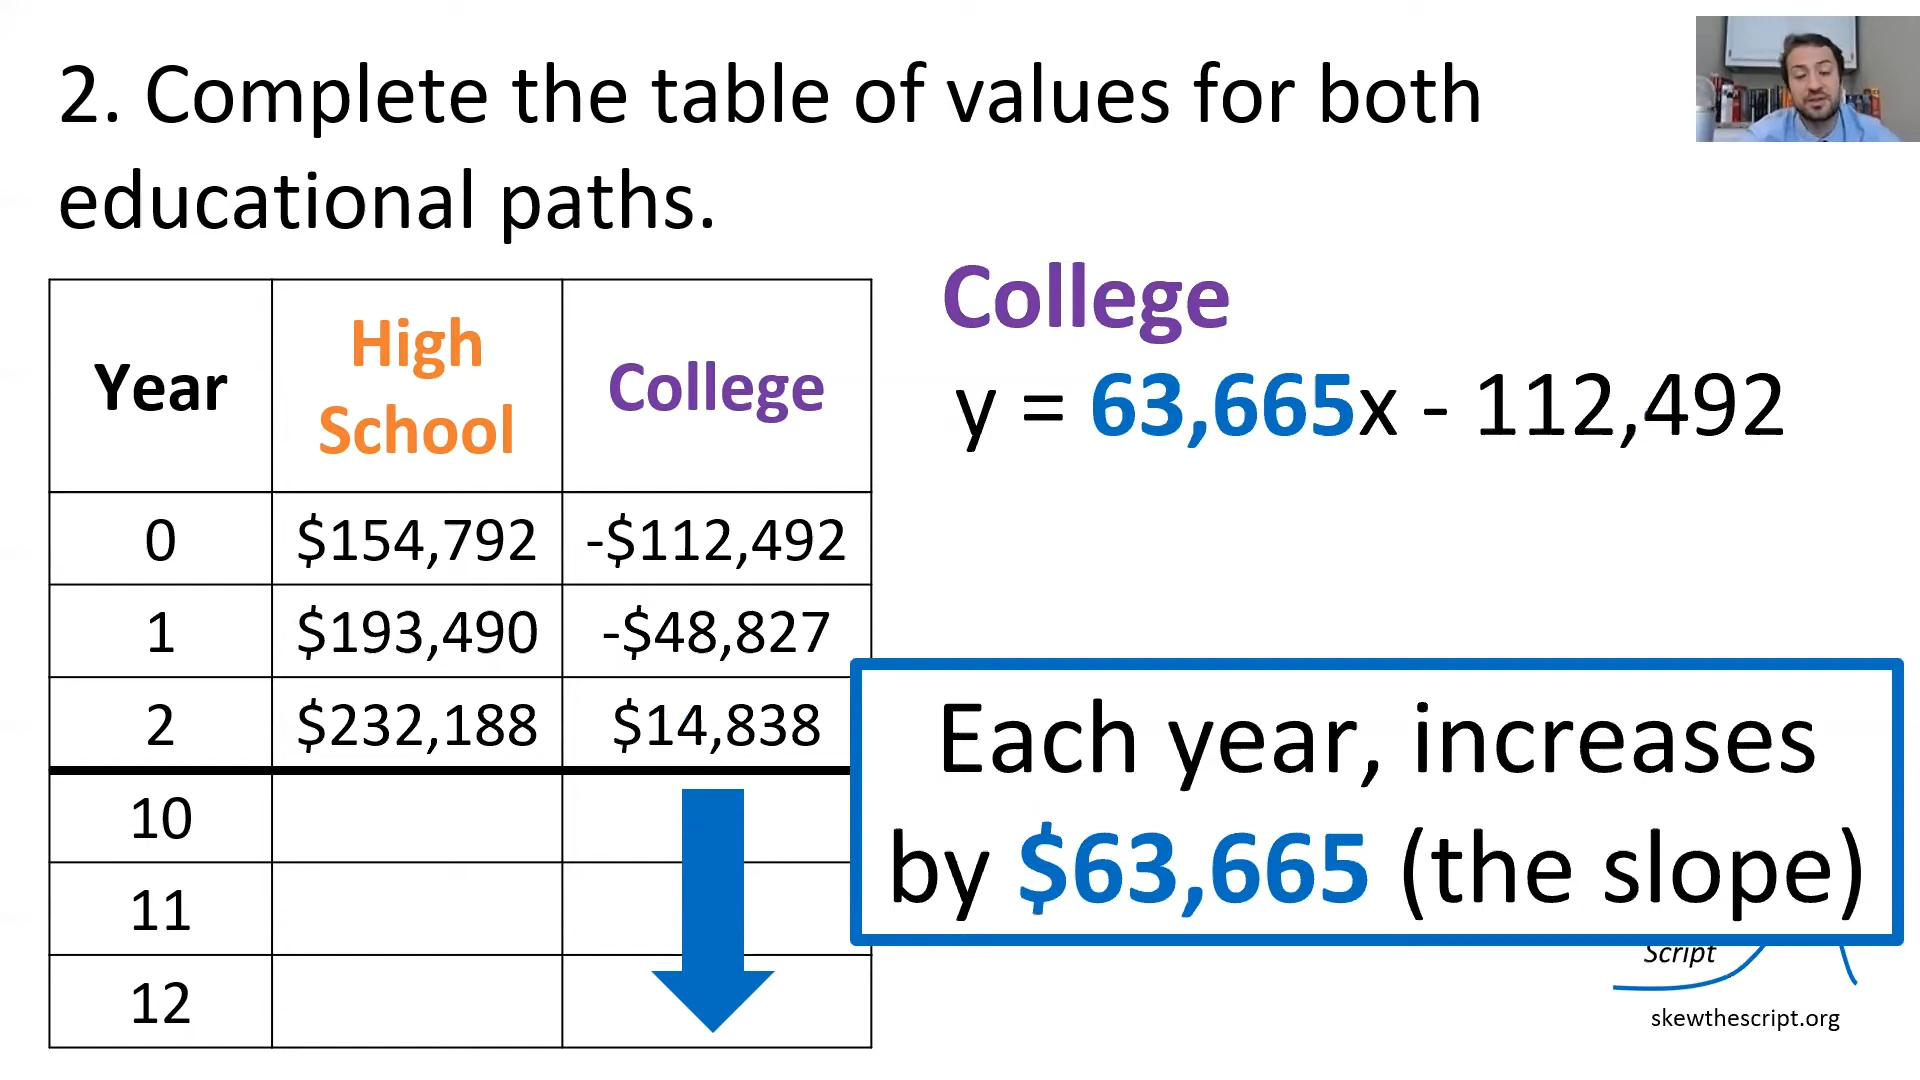 2. Complete the table of values for both
educational paths.
Year
High
School
College
0
$154,792
-$112,492
1
$193,490
-$48,827
2
$232,188
$14,838
10
11
12
College
y = 63,665x - 112,492
Each year, increases
by $63,665 (the slope)
Script
skewthescript.org